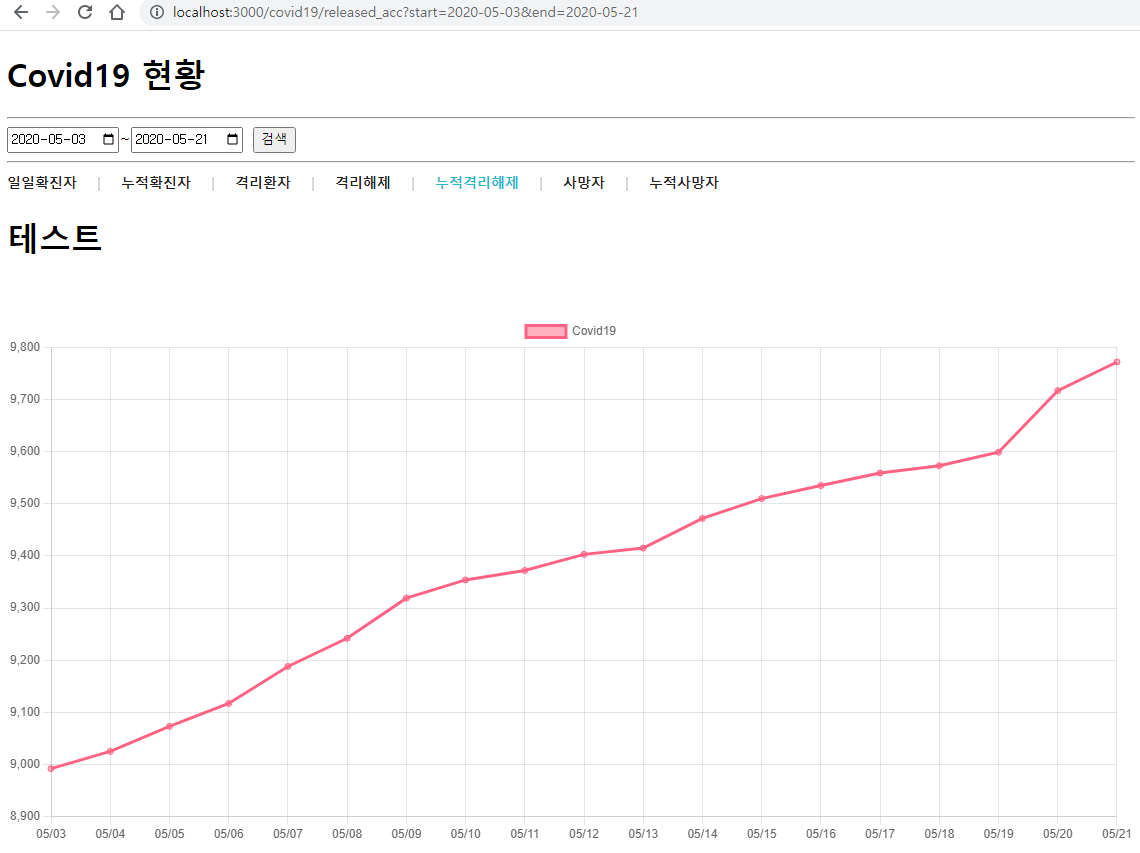 localhost:3000/covid19/released_acc?start=2020-05-03&end=2020-05-21
Covid19 현황
2020-05-03 ~ 2020-05-21 검색
일일확진자 | 누적확진자 | 격리환자 | 격리해제 | 누적격리해제 | 사망자 | 누적사망자
테스트
Covid19
9,800
9,700
9,600
9,500
9,400
9,300
9,200
9,100
9,000
8,900
05/03 05/04 05/05 05/06 05/07 05/08 05/09 05/10 05/11 05/12 05/13 05/14 05/15 05/16 05/17 05/18 05/19 05/20 05/21